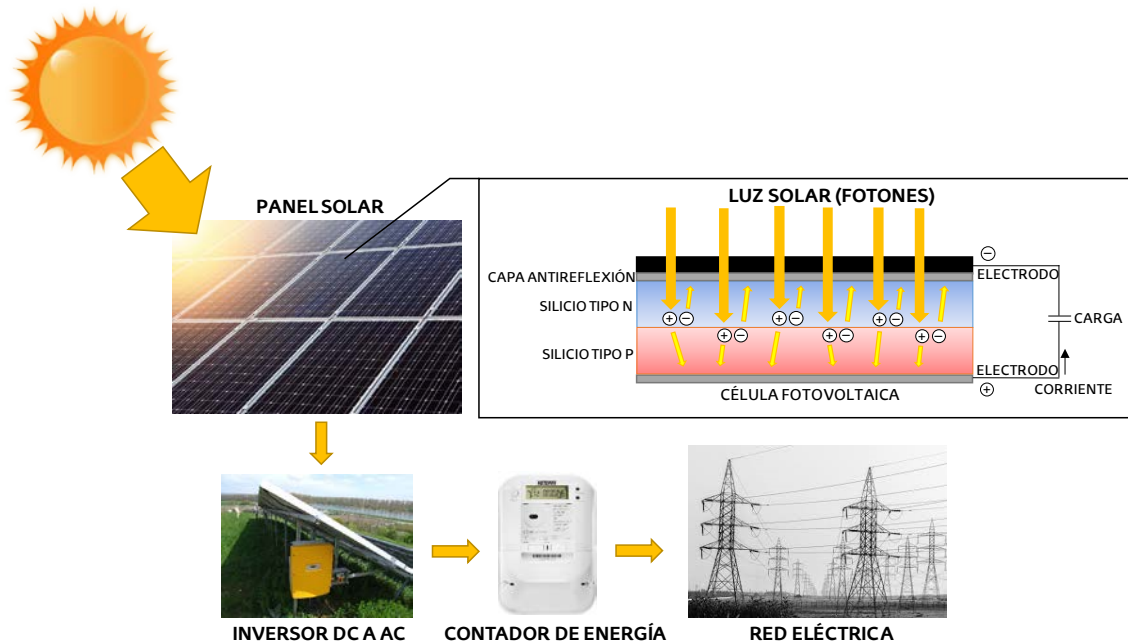 PANEL SOLAR
LUZ SOLAR (FOTONES)
CAPA ANTIREFLEXIÓN
SILICIO TIPO N
SILICIO TIPO P
ELECTRODO
CARGA
ELECTRODO
CORRIENTE
CÉLULA FOTOVOLTAICA
INVERSOR DC A AC
CONTADOR DE ENERGÍA
RED ELÉCTRICA